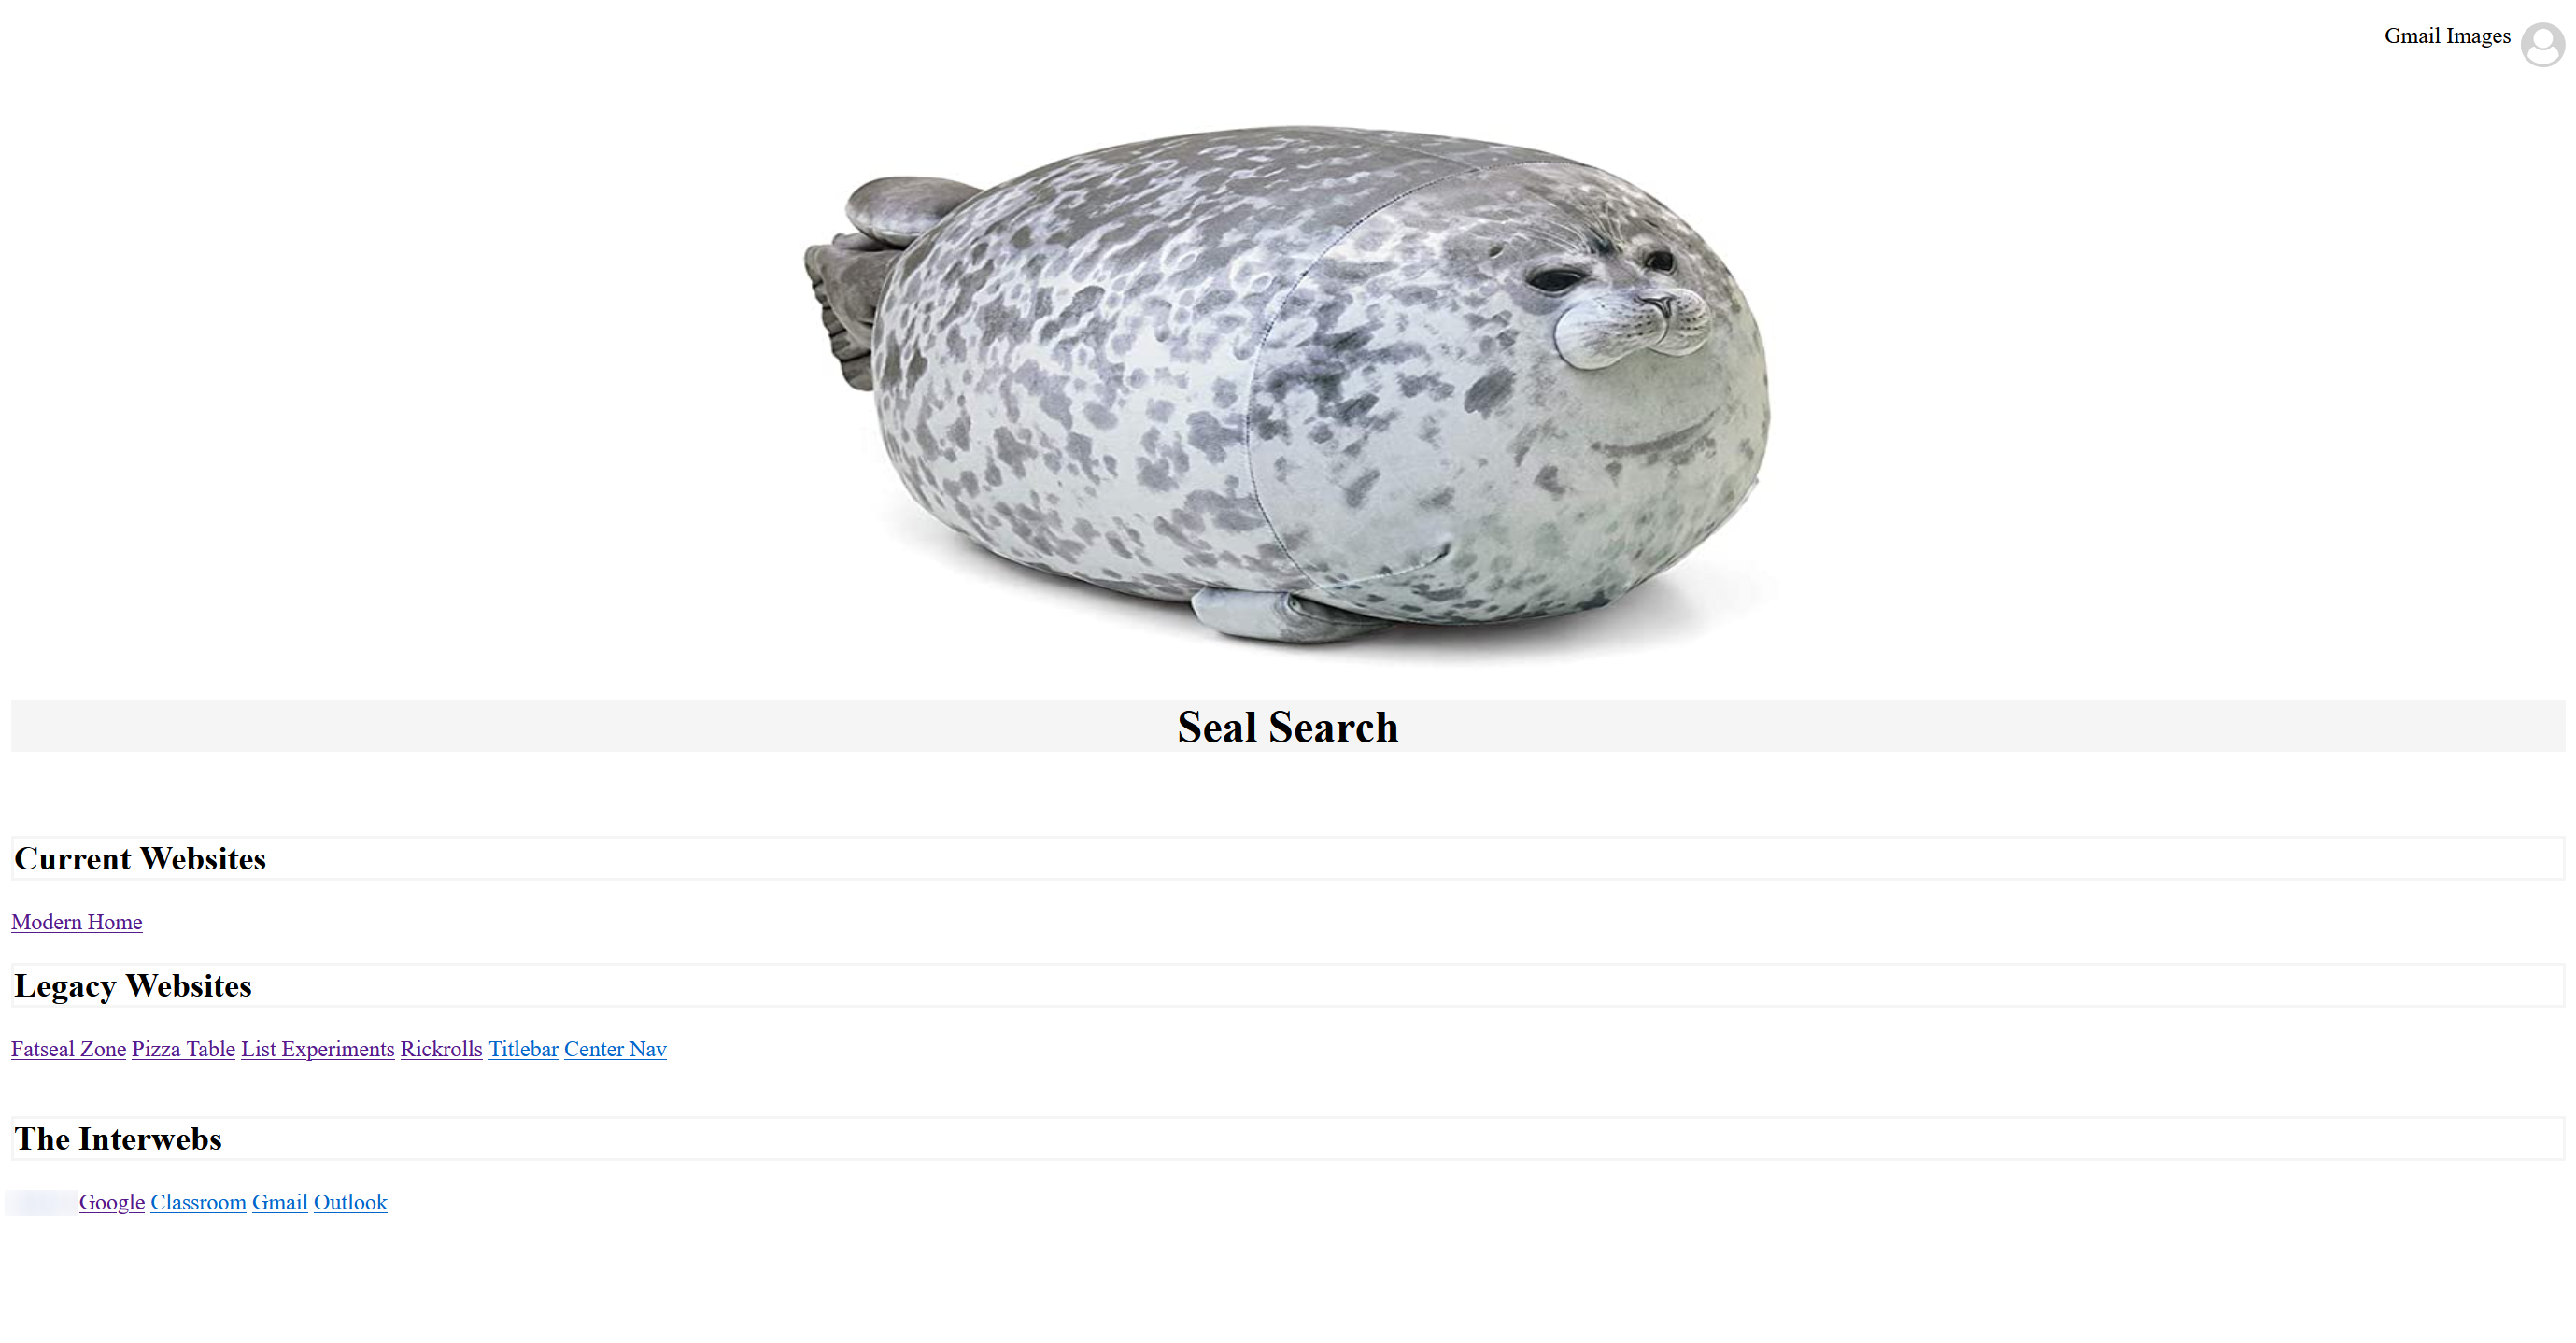 Gmail Images
Seal Search
Current Websites
Modern Home
Legacy Websites
Fatseal Zone Pizza Table List Experiments Rickrolls Titlebar Center Nav
The Interwebs
Google Classroom Gmail Outlook